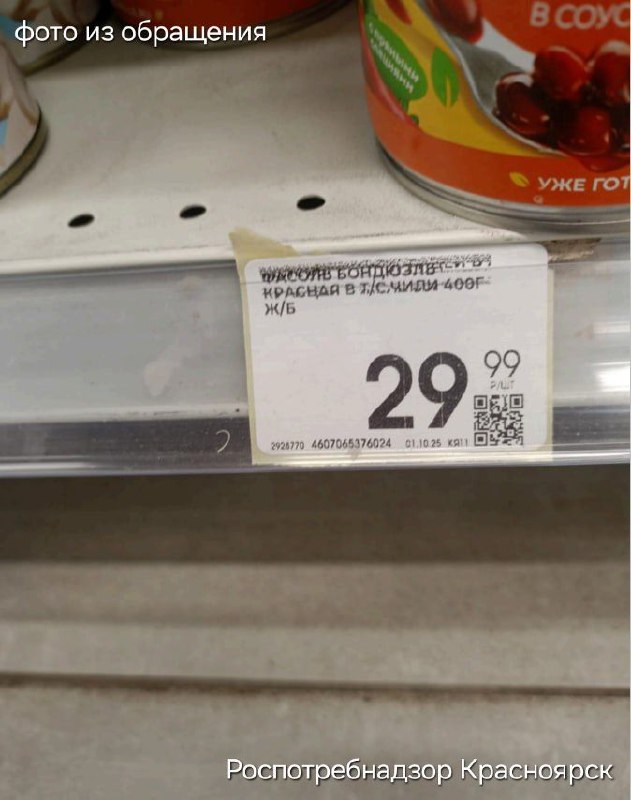 фото из обращения
В СОУС
УЖЕ ГОТ
ФАСОЛЬ БОНДЮЭЛЬ
КРАСНАЯ В Т/С.ЧИЛИ 400Г
Ж/Б
29 99
Р/ШТ
2928770 4607065376024 01.10.25 КЯ11
Роспотребнадзор Красноярск